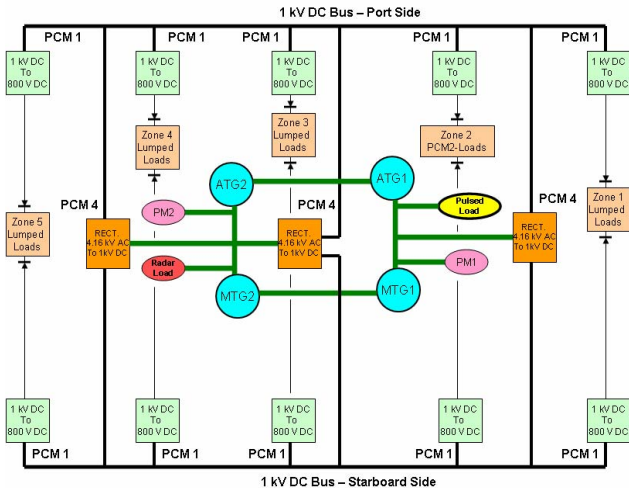 1 kV DC Bus – Port Side
PCM 1
PCM 1
PCM 1
PCM 1
PCM 1
1 kV DC
To
800 V DC
1 kV DC
To
800 V DC
1 kV DC
To
800 V DC
1 kV DC
To
800 V DC
1 kV DC
To
800 V DC
Zone 4
Lumped
Loads
Zone 3
Lumped
Loads
Zone 2
PCM2-Loads
Zone 5
Lumped
Loads
Zone 1
Lumped
Loads
ATG2
ATG1
PCM 4
PCM 4
PCM 4
PM2
Pulsed
Load
RECT.
4.16 kV AC
To 1kV DC
RECT.
4.16 kV AC
To 1kV DC
RECT.
4.16 kV AC
To 1kV DC
Radar
Load
PM1
MTG2
MTG1
1 kV DC
To
800 V DC
1 kV DC
To
800 V DC
1 kV DC
To
800 V DC
1 kV DC
To
800 V DC
1 kV DC
To
800 V DC
PCM 1
PCM 1
PCM 1
PCM 1
PCM 1
1 kV DC Bus – Starboard Side